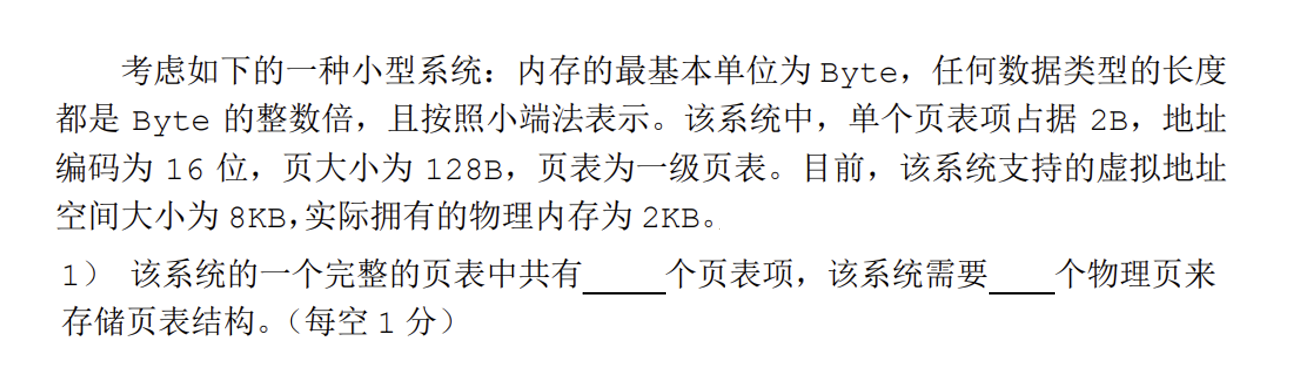 考虑如下的一种小型系统：内存的最基本单位为 Byte，任何数据类型的长度
都是 Byte 的整数倍，且按照小端法表示。该系统中，单个页表项占据 2B，地址
编码为 16 位，页大小为 128B，页表为一级页表。目前，该系统支持的虚拟地址
空间大小为 8KB，实际拥有的物理内存为 2KB。
1） 该系统的一个完整的页表中共有_____个页表项，该系统需要____个物理页来
存储页表结构。（每空 1 分）